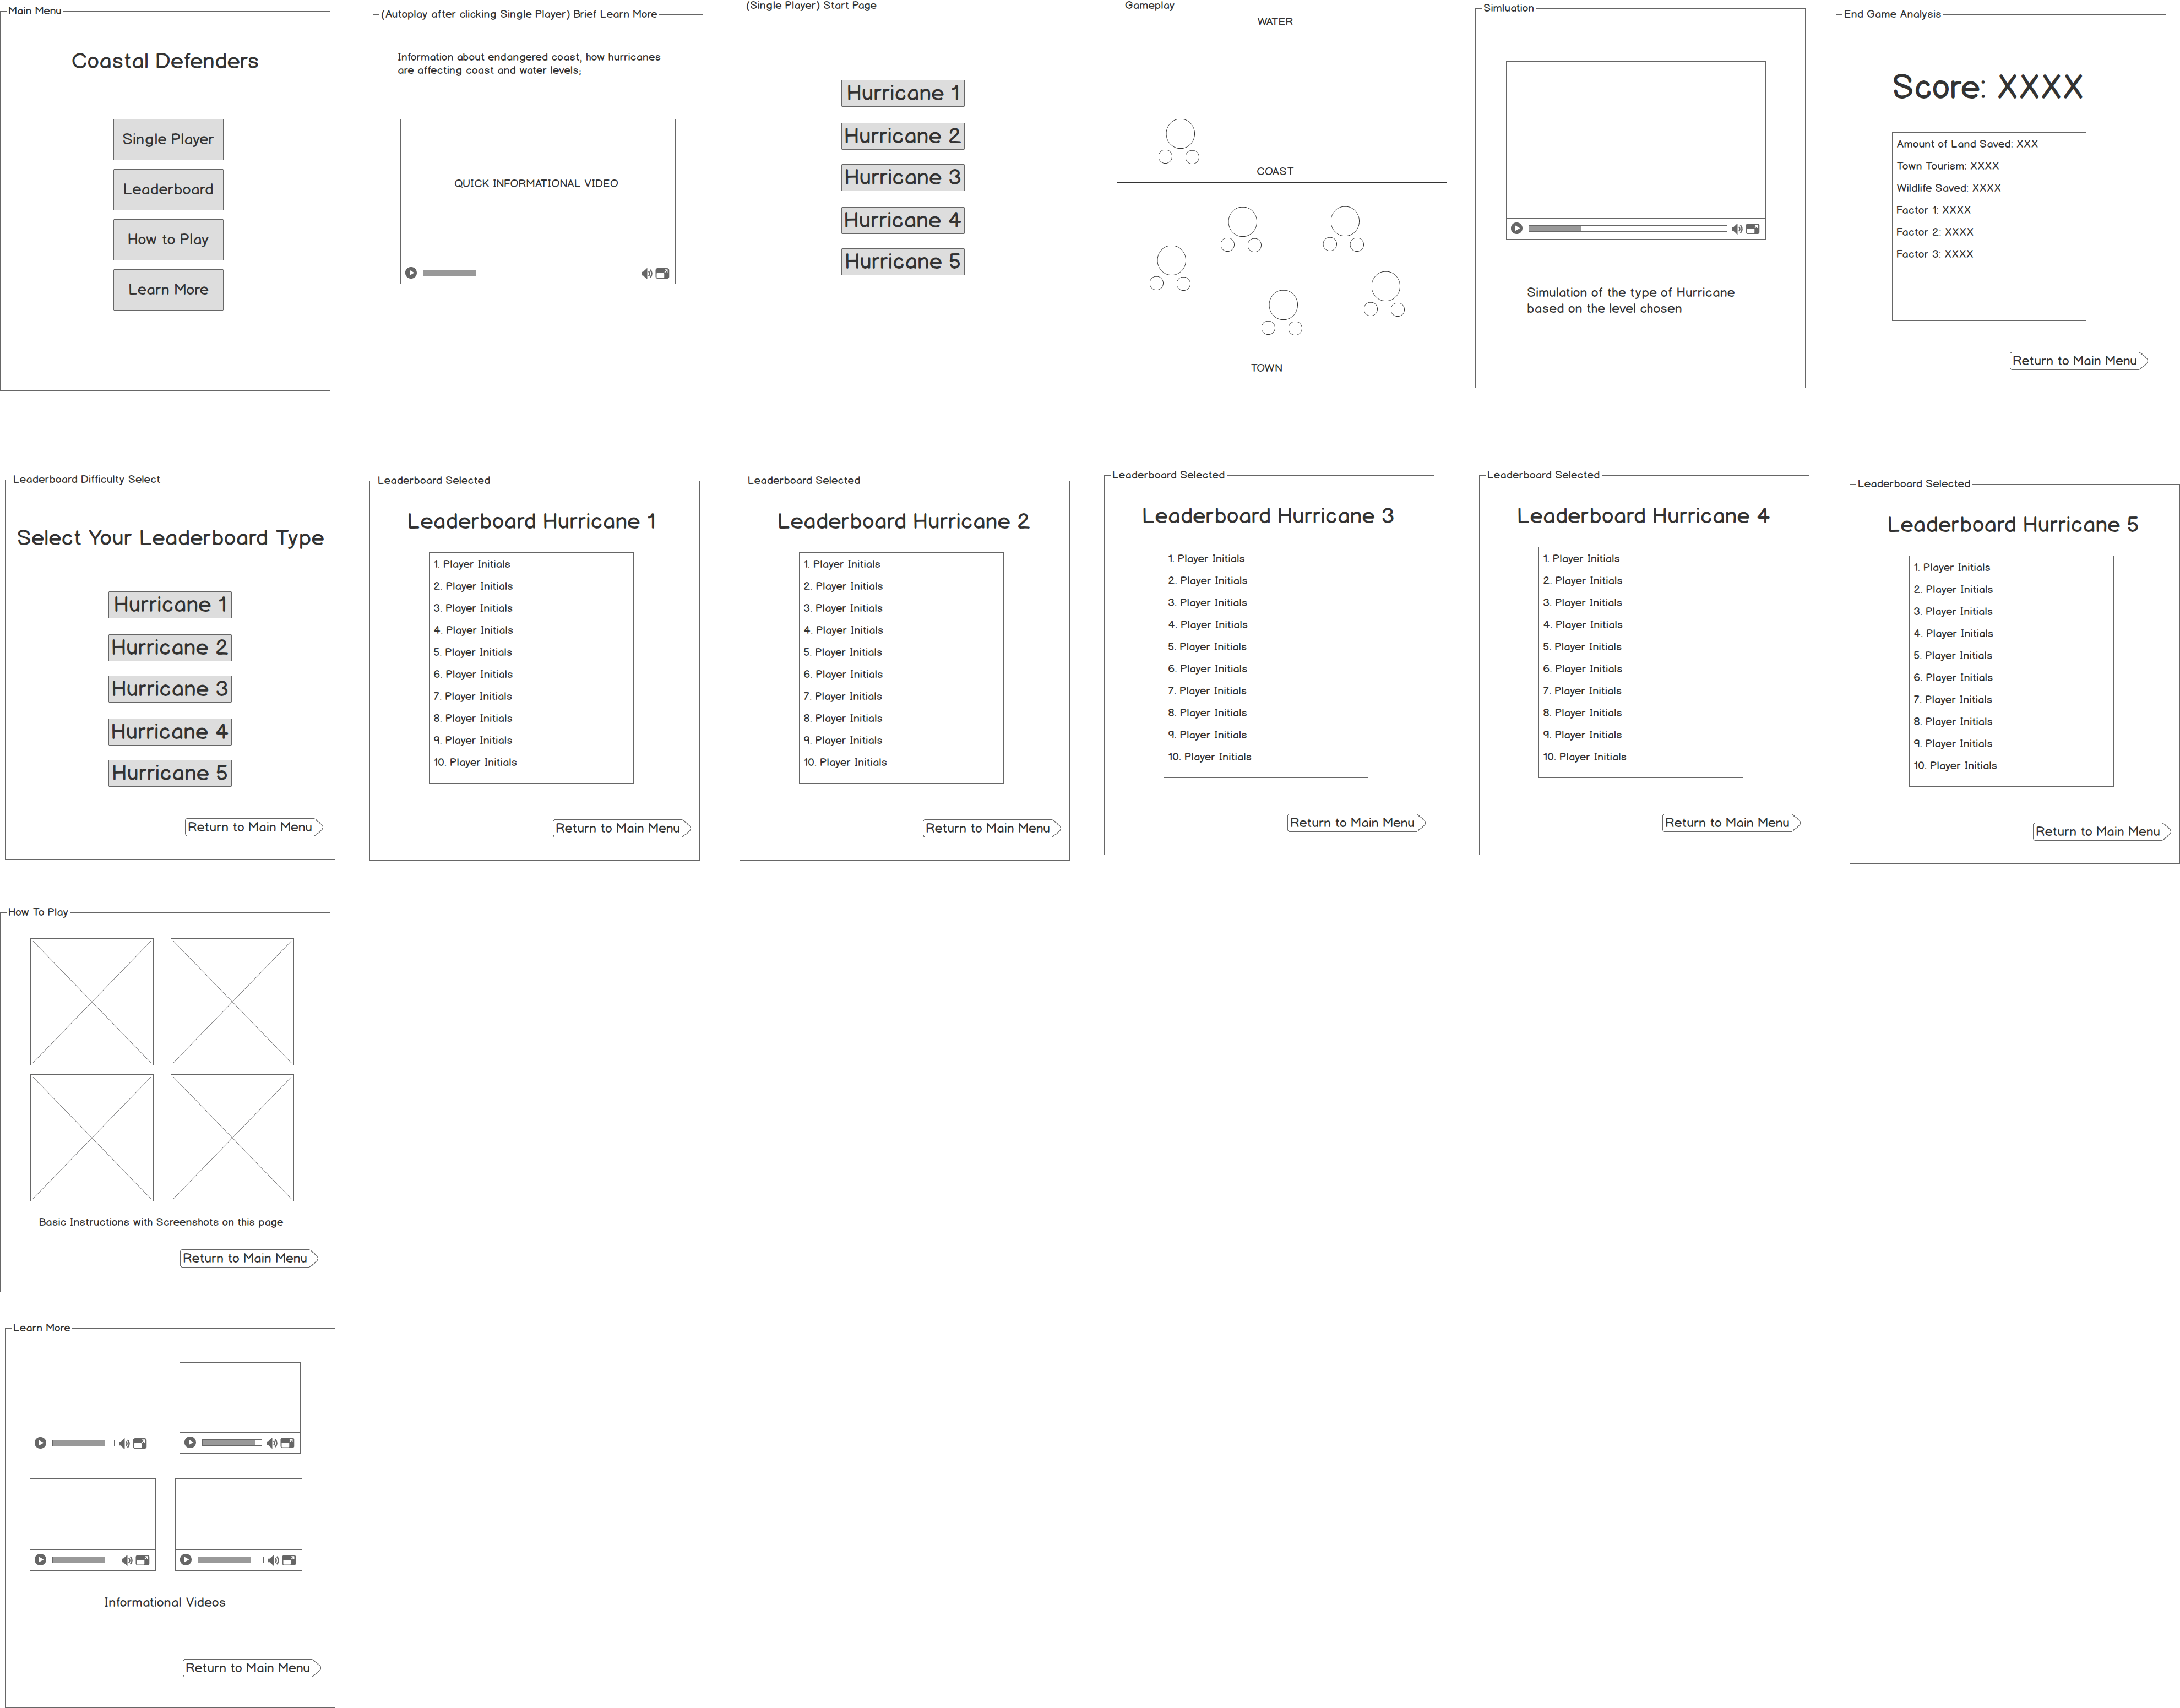 Main Menu
Coastal Defenders
Single Player
Leaderboard
How to Play
Learn More
(Autoplay after clicking Single Player) Brief Learn More
Information about endangered coast, how hurricanes
are affecting coast and water levels;
QUICK INFORMATIONAL VIDEO
(Single Player) Start Page
Hurricane 1
Hurricane 2
Hurricane 3
Hurricane 4
Hurricane 5
Gameplay
WATER
COAST
TOWN
Simluation
Simulation of the type of Hurricane
based on the level chosen
End Game Analysis
Score: XXXX
Amount of Land Saved: XXX
Town Tourism: XXXX
Wildlife Saved: XXXX
Factor 1: XXXX
Factor 2: XXXX
Factor 3: XXXX
Return to Main Menu
Leaderboard Difficulty Select
Select Your Leaderboard Type
Hurricane 1
Hurricane 2
Hurricane 3
Hurricane 4
Hurricane 5
Return to Main Menu
Leaderboard Selected
Leaderboard Hurricane 1
1. Player Initials
2. Player Initials
3. Player Initials
4. Player Initials
5. Player Initials
6. Player Initials
7. Player Initials
8. Player Initials
9. Player Initials
10. Player Initials
Return to Main Menu
Leaderboard Selected
Leaderboard Hurricane 2
1. Player Initials
2. Player Initials
3. Player Initials
4. Player Initials
5. Player Initials
6. Player Initials
7. Player Initials
8. Player Initials
9. Player Initials
10. Player Initials
Return to Main Menu
Leaderboard Selected
Leaderboard Hurricane 3
1. Player Initials
2. Player Initials
3. Player Initials
4. Player Initials
5. Player Initials
6. Player Initials
7. Player Initials
8. Player Initials
9. Player Initials
10. Player Initials
Return to Main Menu
Leaderboard Selected
Leaderboard Hurricane 4
1. Player Initials
2. Player Initials
3. Player Initials
4. Player Initials
5. Player Initials
6. Player Initials
7. Player Initials
8. Player Initials
9. Player Initials
10. Player Initials
Return to Main Menu
Leaderboard Selected
Leaderboard Hurricane 5
1. Player Initials
2. Player Initials
3. Player Initials
4. Player Initials
5. Player Initials
6. Player Initials
7. Player Initials
8. Player Initials
9. Player Initials
10. Player Initials
Return to Main Menu
How To Play
Basic Instructions with Screenshots on this page
Return to Main Menu
Learn More
Informational Videos
Return to Main Menu